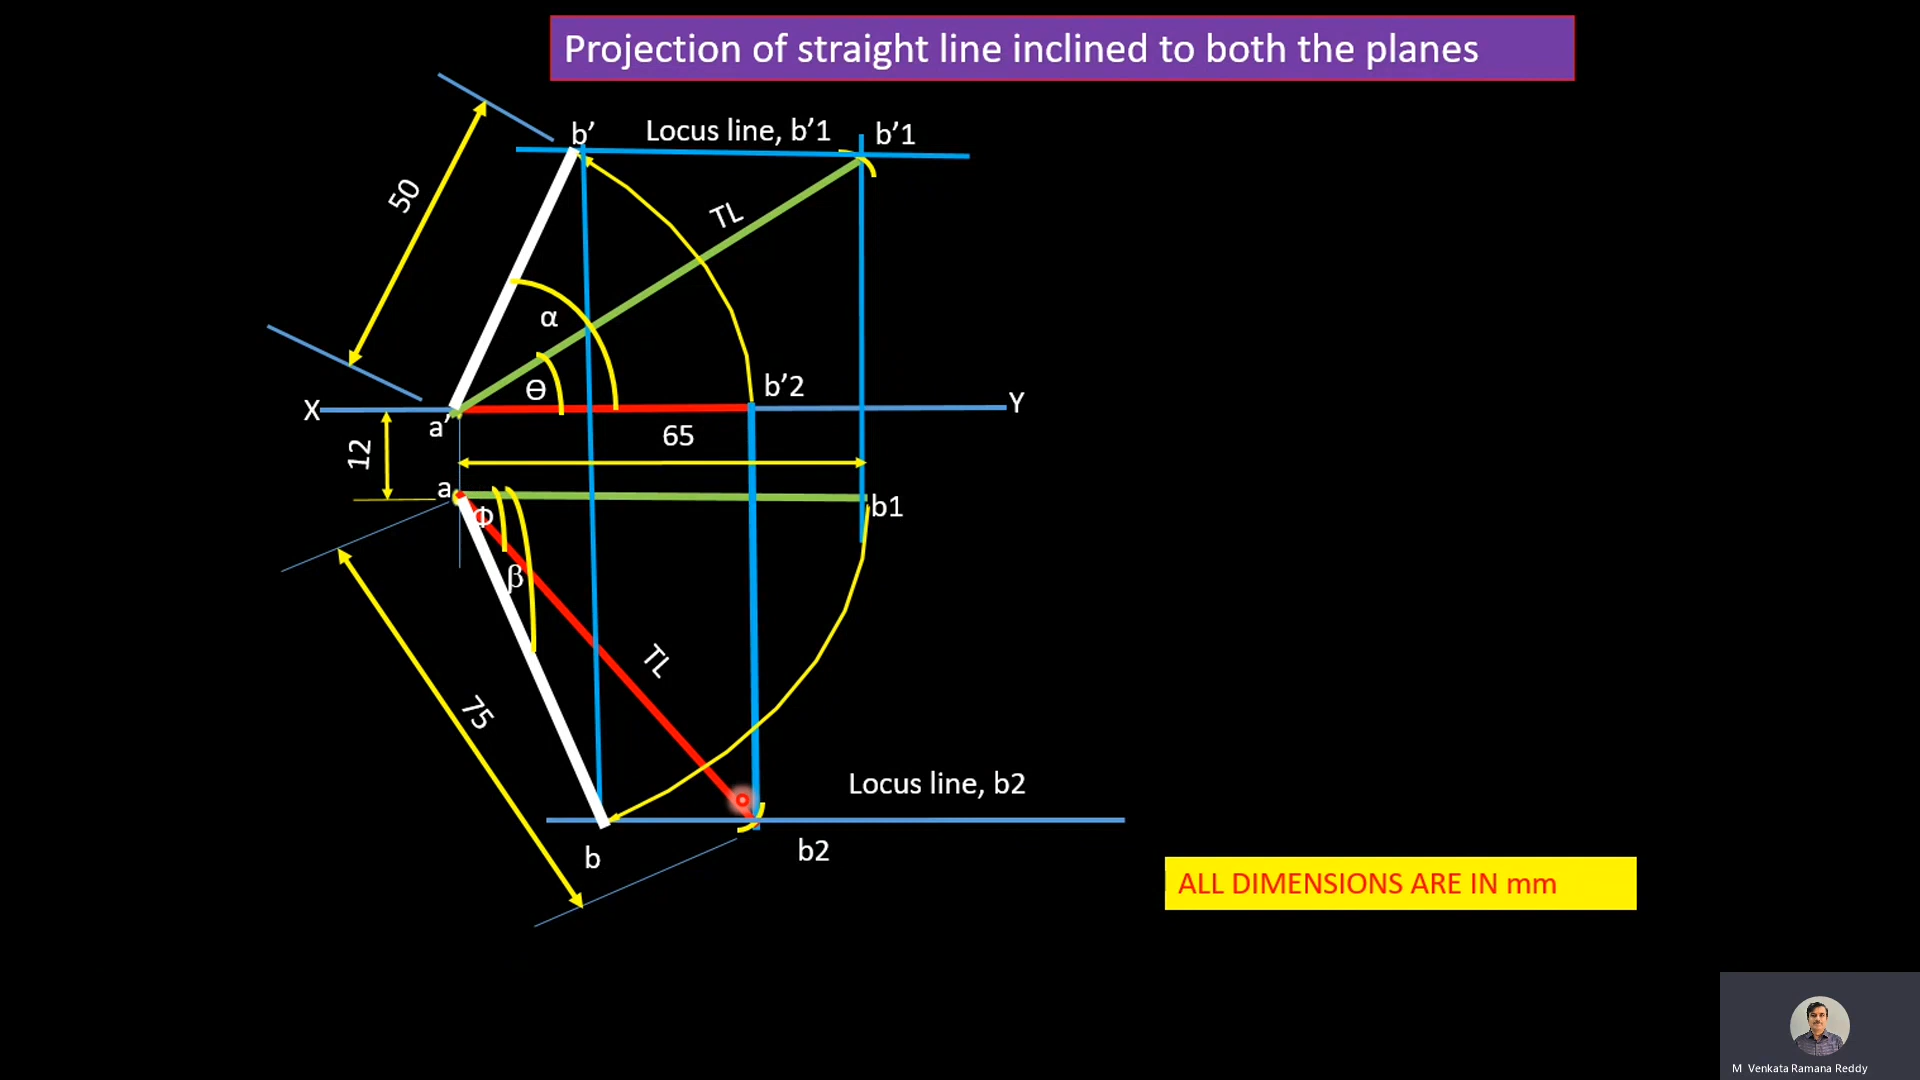 Projection of straight line inclined to both the planes
b’
Locus line, b’1
b’1
50
TL
α
Ɵ
b’2
X
Y
a’
65
12
a
b1
Φ
β
TL
75
Locus line, b2
b
b2
ALL DIMENSIONS ARE IN mm
M Venkata Ramana Reddy